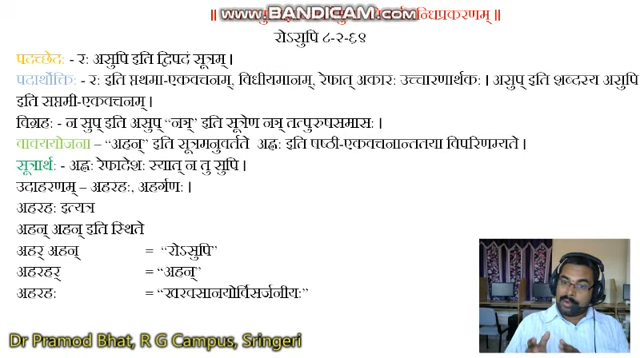 WWW.BANDICAM.COM
॥ न्धिप्रकरणम् ॥
रोऽसुपि ८-२-६९
पदच्छेदः - रः असुपि इति द्विपदं सूत्रम् ।
पदार्थोक्तिः - रः इति प्रथमा-एकवचनम्, विधीयमानम्, रेफात् अकारः उच्चारणार्थकः । असुप् इति शब्दस्य असुपि
इति सप्तमी-एकवचनम् ।
विग्रहः - न सुप् इति असुप् “नञ्” इति सूत्रेण नञ् तत्पुरुषसमासः ।
वाक्ययोजना – “अहन्” इति सूत्रमनुवर्तते अह्नः इति षष्ठी-एकवचनान्ततया विपरिणम्यते ।
सूत्रार्थः - अह्नः रेफादेशः स्यात् न तु सुपि ।
उदाहरणम् – अहरहः, अहर्गणः ।
अहरहः इत्यत्र
अहन् अहन् इति स्थिते
अहर् अहन् = “रोऽसुपि”
अहरहर् = “अहन्”
अहरहः = “खरवसानयोर्विसर्जनीयः”
Dr Pramod Bhat, R G Campus, Sringeri